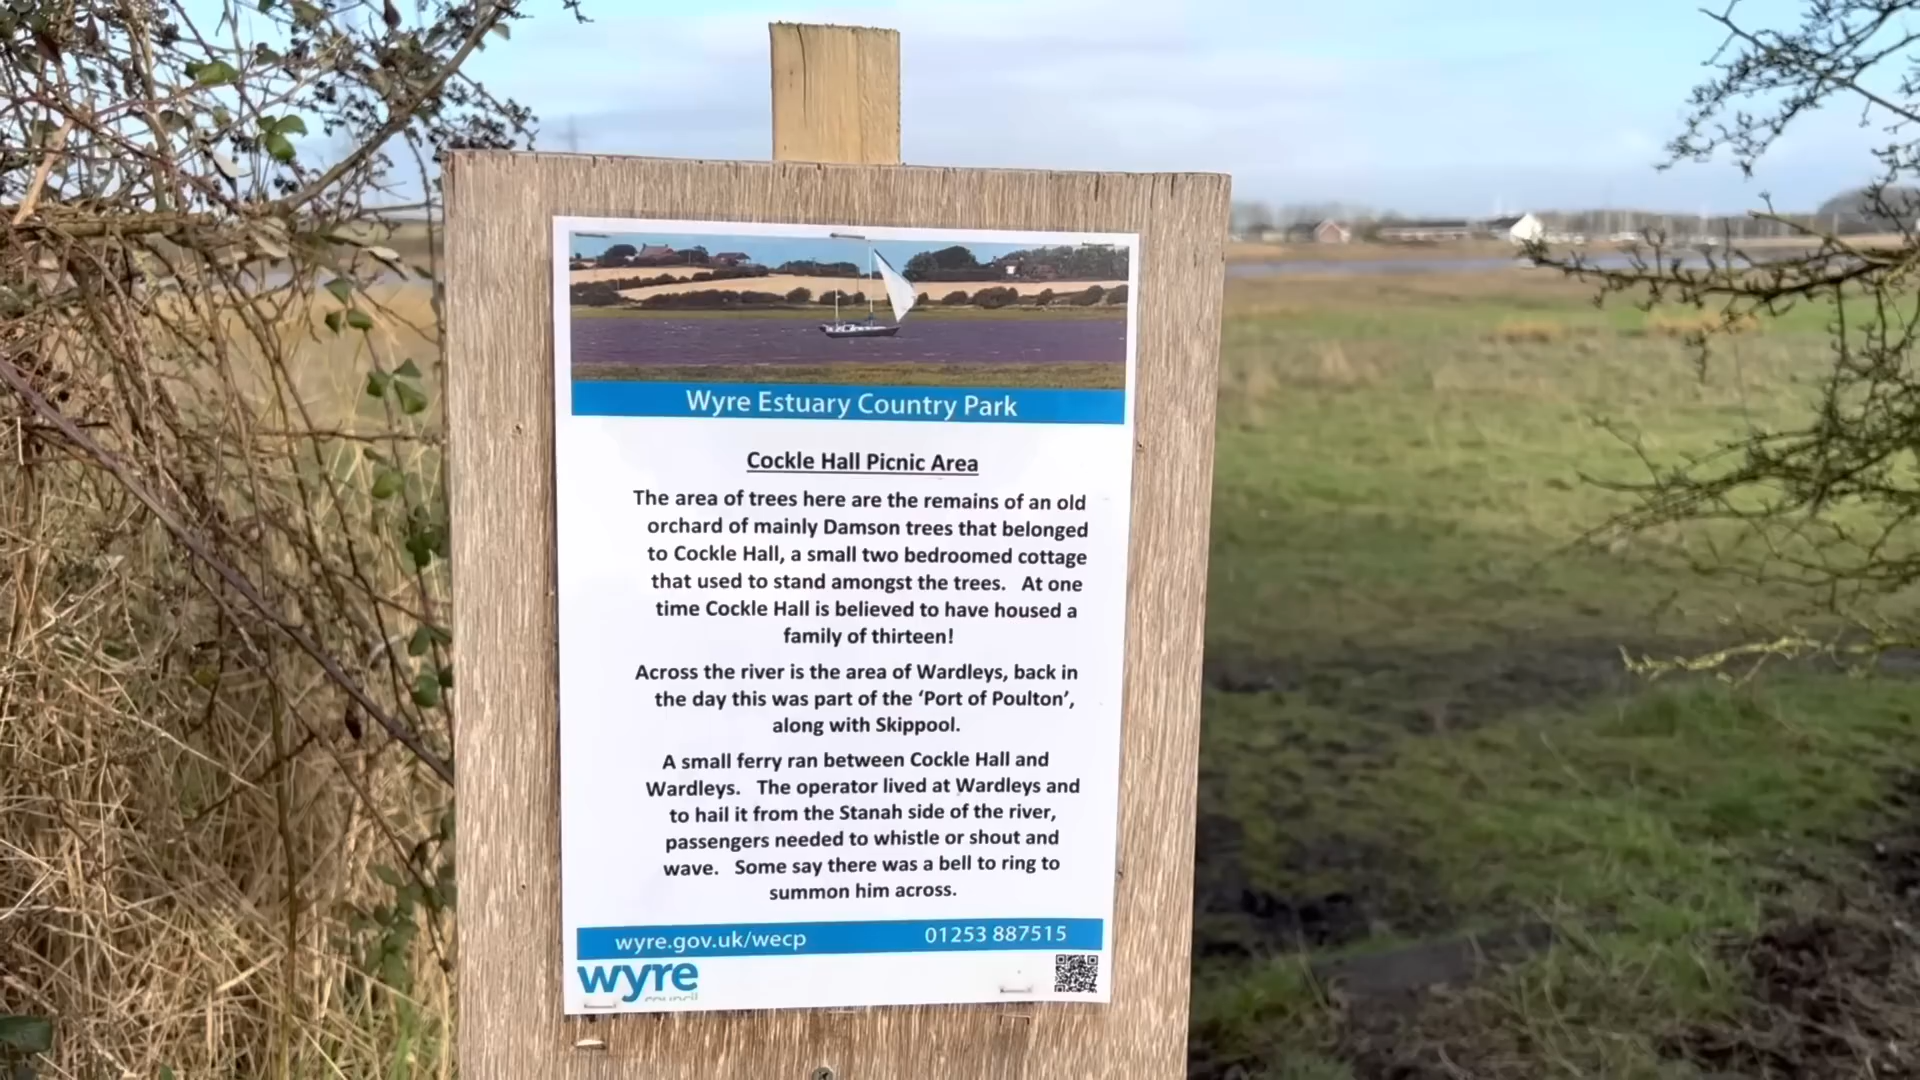 Wyre Estuary Country Park
Cockle Hall Picnic Area
The area of trees here are the remains of an old
orchard of mainly Damson trees that belonged
to Cockle Hall, a small two bedroomed cottage
that used to stand amongst the trees. At one
time Cockle Hall is believed to have housed a
family of thirteen!
Across the river is the area of Wardleys, back in
the day this was part of the ‘Port of Poulton’,
along with Skippool.
A small ferry ran between Cockle Hall and
Wardleys. The operator lived at Wardleys and
to hail it from the Stanah side of the river,
passengers needed to whistle or shout and
wave. Some say there was a bell to ring to
summon him across.
wyre.gov.uk/wecp 01253 887515
wyre
council